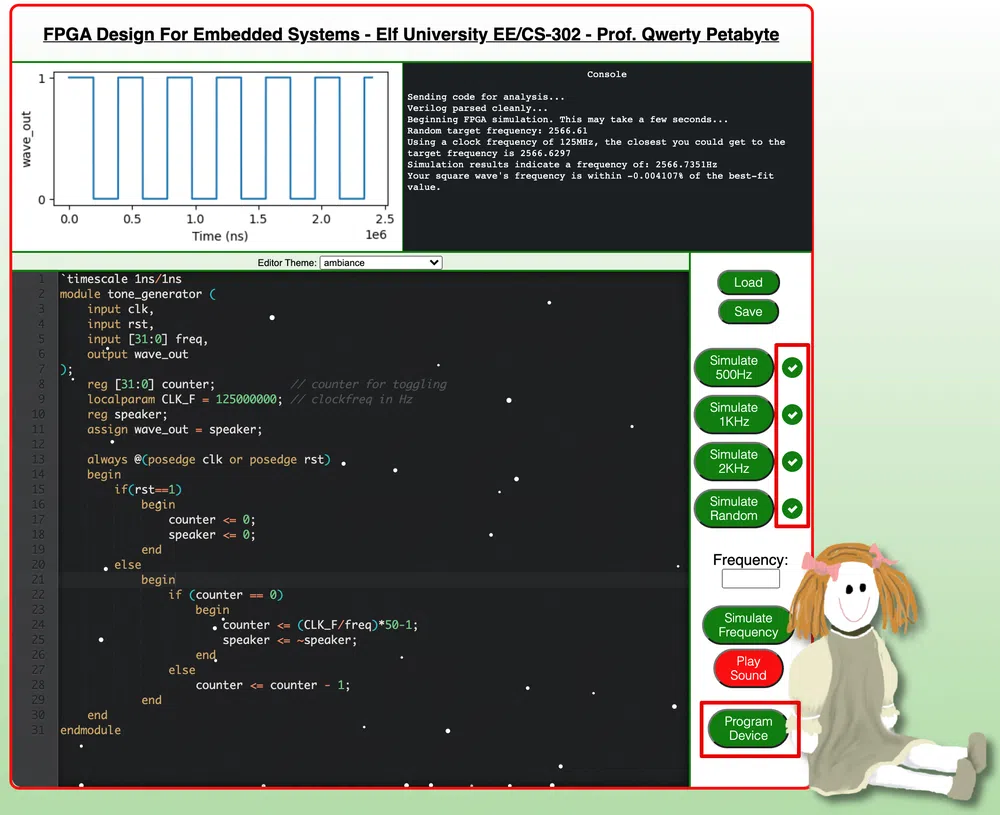 FPGA Design For Embedded Systems - Elf University EE/CS-302 - Prof. Qwerty Petabyte
wave_out
1
0
0.0 0.5 1.0 1.5 2.0 2.5
1e6
Time (ns)
Console
Sending code for analysis...
Verilog parsed cleanly...
Beginning FPGA simulation. This may take a few seconds...
Random target frequency: 2566.61
Using a clock frequency of 125MHz, the closest you could get to the
target frequency is 2566.6297
Simulation results indicate a frequency of: 2566.7351Hz
Your square wave's frequency is within -0.004107% of the best-fit
value.
Editor Theme: ambiance
1 `timescale 1ns/1ns
2 module tone_generator (
3 input clk,
4 input rst,
5 input [31:0] freq,
6 output wave_out
7 );
8 reg [31:0] counter; // counter for toggling
9 localparam CLK_F = 125000000; // clockfreq in Hz
10 reg speaker;
11 assign wave_out = speaker;
12
13 always @(posedge clk or posedge rst)
14 begin
15 if(rst==1)
16 begin
17 counter <= 0;
18 speaker <= 0;
19 end
20 else
21 begin
22 if (counter == 0)
23 begin
24 counter <= (CLK_F/freq)*50-1;
25 speaker <= ~speaker;
26 end
27 else
28 counter <= counter - 1;
29 end
30 end
31 endmodule
Load
Save
Simulate
500Hz
Simulate
1KHz
Simulate
2KHz
Simulate
Random
Frequency:
Simulate
Frequency
Play
Sound
Program
Device